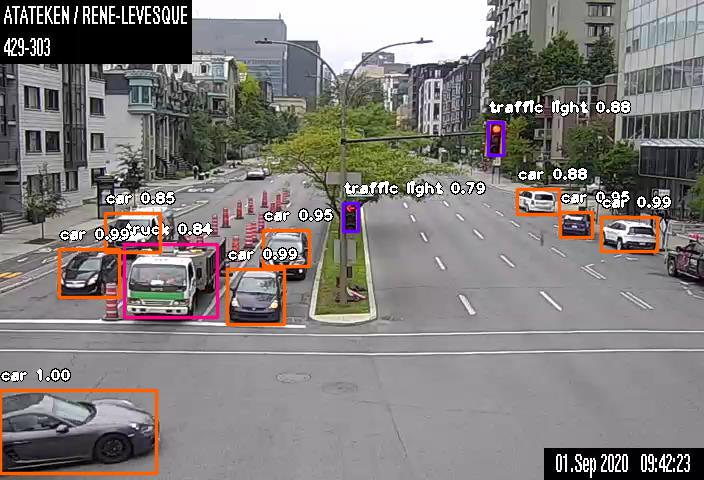 ATATEKEN / RENE-LEVESQUE
429-303
traffic light 0.88
car 0.88
traffic light 0.79
car 0.85
car 0.95
car 0.99
car 0.95
car 0.99
truck 0.84
car 0.99
car 1.00
01.Sep 2020 09:42:23